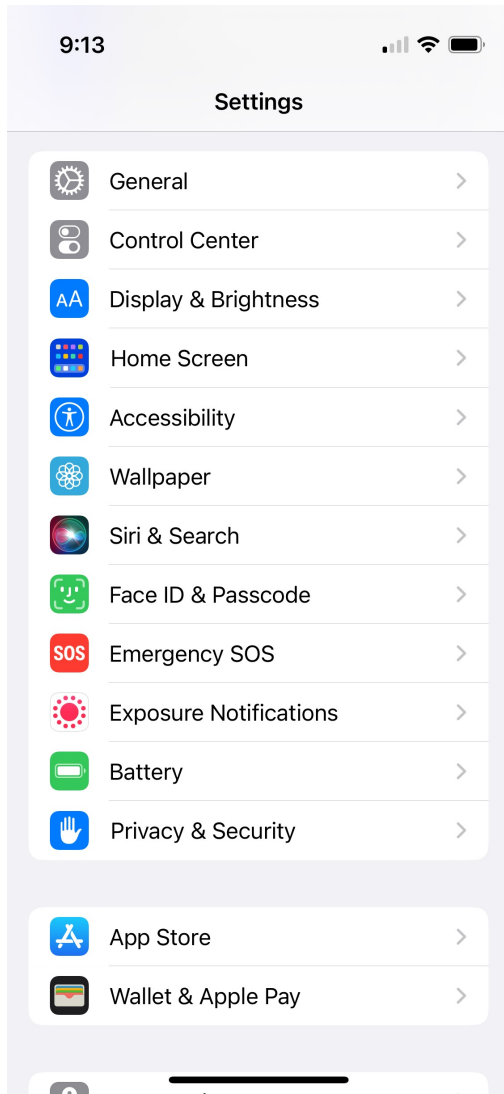 9:13
Settings
General
Control Center
AA Display & Brightness
Home Screen
Accessibility
Wallpaper
Siri & Search
Face ID & Passcode
SOS Emergency SOS
Exposure Notifications
Battery
Privacy & Security
App Store
Wallet & Apple Pay